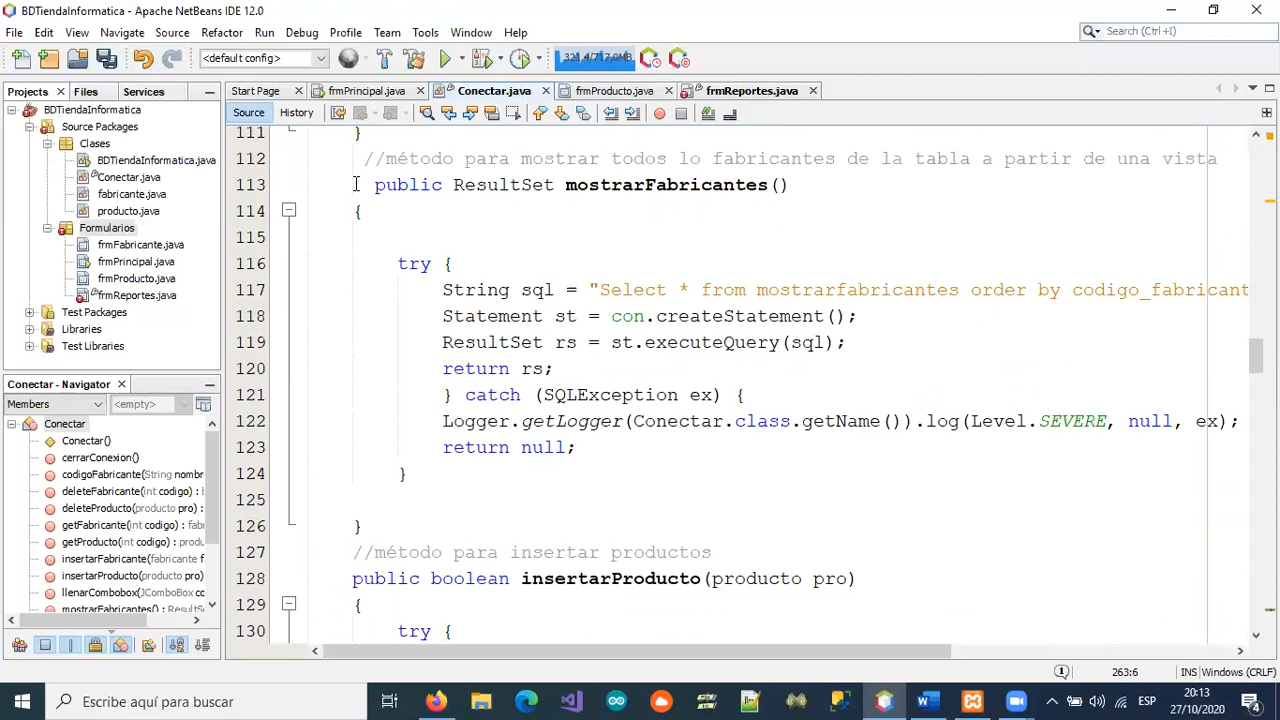 BDTiendaInformatica - Apache NetBeans IDE 12.0
File Edit View Navigate Source Refactor Run Debug Profile Team Tools Window Help
Search (Ctrl+I)
<default config>
321,4/717,0MB
Projects Files Services
Start Page frmPrincipal.java Conectar.java frmProducto.java frmReportes.java
Source History
BDTiendaInformatica
Source Packages
Clases
BDTiendaInformatica.java
Conectar.java
fabricante.java
producto.java
Formularios
frmFabricante.java
frmPrincipal.java
frmProducto.java
frmReportes.java
Test Packages
Libraries
Test Libraries
Conectar - Navigator
Members <empty>
Conectar
Conectar()
cerrarConexion()
codigoFabricante(String nombr
deleteFabricante(int codigo) : b
deleteProducto(producto pro)
getFabricante(int codigo) : fab
getProducto(int codigo) : produ
insertarFabricante(fabricante f
insertarProducto(producto pro)
llenarCombobox(JComboBox co
mostrarFabricantes() : ResultS
111 }
112 //método para mostrar todos lo fabricantes de la tabla a partir de una vista
113 public ResultSet mostrarFabricantes()
114 {
115
116 try {
117 String sql = "Select * from mostrarfabricantes order by codigo_fabricant
118 Statement st = con.createStatement();
119 ResultSet rs = st.executeQuery(sql);
120 return rs;
121 } catch (SQLException ex) {
122 Logger.getLogger(Conectar.class.getName()).log(Level.SEVERE, null, ex);
123 return null;
124 }
125
126 }
127 //método para insertar productos
128 public boolean insertarProducto(producto pro)
129 {
130 try {
1 263:6 INS Windows (CRLF)
Escribe aquí para buscar
ESP
20:13
27/10/2020
4